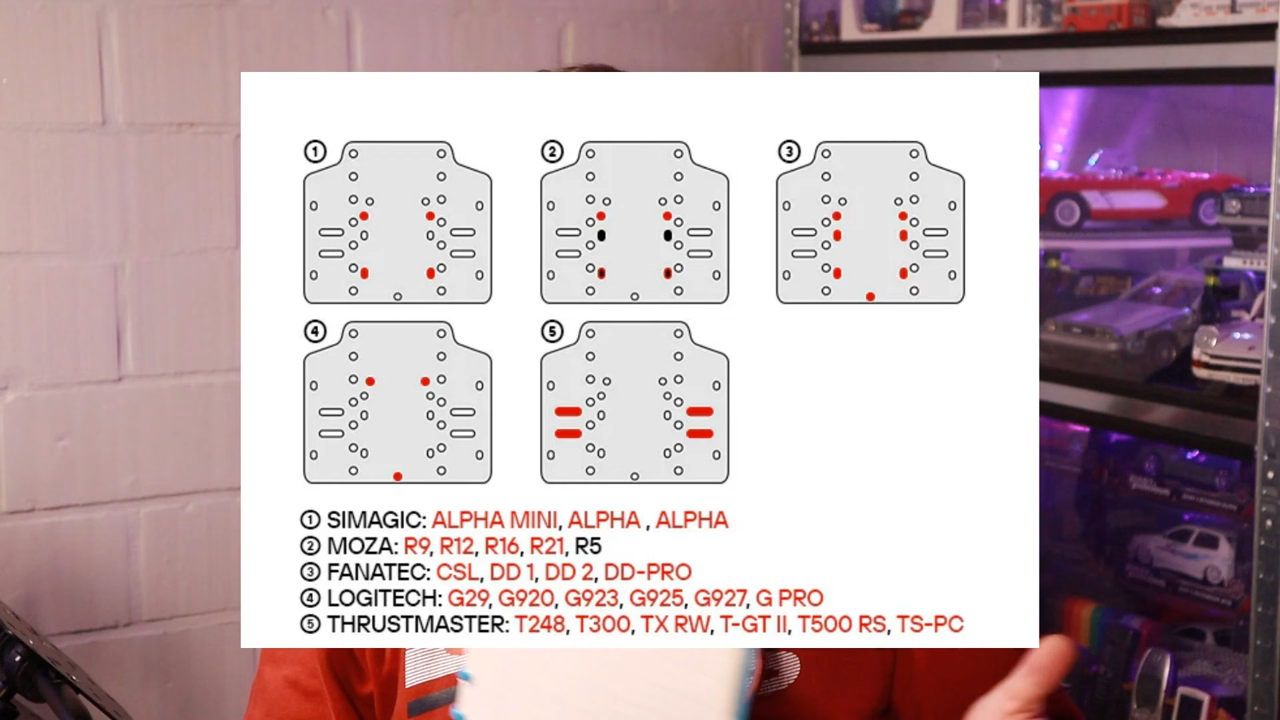 1
2
3
4
5
① SIMAGIC: ALPHA MINI, ALPHA , ALPHA
② MOZA: R9, R12, R16, R21, R5
③ FANATEC: CSL, DD 1, DD 2, DD-PRO
④ LOGITECH: G29, G920, G923, G925, G927, G PRO
⑤ THRUSTMASTER: T248, T300, TX RW, T-GT II, T500 RS, TS-PC